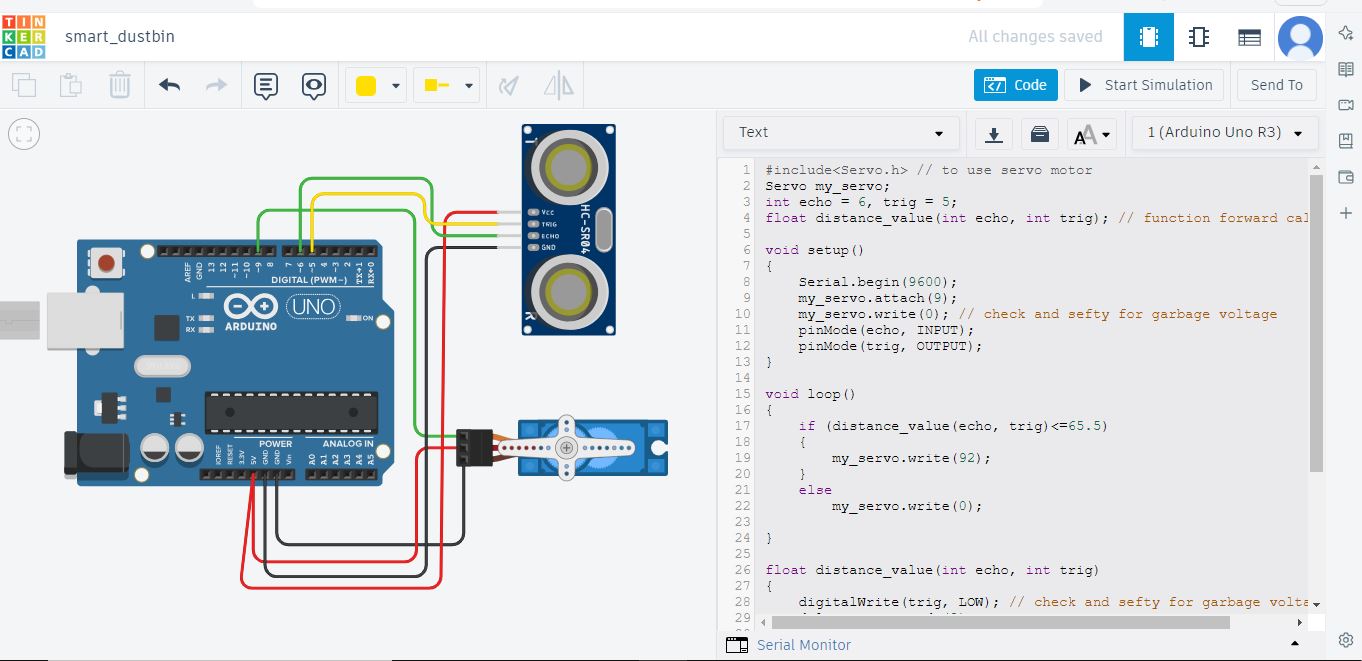 TIN
KER
CAD
smart_dustbin
All changes saved
Code
Start Simulation
Send To
Text
1 (Arduino Uno R3)
1 #include<Servo.h> // to use servo motor
2 Servo my_servo;
3 int echo = 6, trig = 5;
4 float distance_value(int echo, int trig); // function forward cal
5
6 void setup()
7 {
8 Serial.begin(9600);
9 my_servo.attach(9);
10 my_servo.write(0); // check and sefty for garbage voltage
11 pinMode(echo, INPUT);
12 pinMode(trig, OUTPUT);
13 }
14
15 void loop()
16 {
17 if (distance_value(echo, trig)<=65.5)
18 {
19 my_servo.write(92);
20 }
21 else
22 my_servo.write(0);
23
24 }
25
26 float distance_value(int echo, int trig)
27 {
28 digitalWrite(trig, LOW); // check and sefty for garbage volta
29
Serial Monitor
T
Vcc
TRIG
ECHO
GND
HC-SR04
R
AREF
GND
13
12
~11
~10
~9
8
7
~6
~5
4
~3
2
TX→1
RX←0
DIGITAL (PWM~)
L
TX
RX
ARDUINO
UNO
ON
POWER
ANALOG IN
IOREF
RESET
3.3V
5V
GND
GND
Vin
A0
A1
A2
A3
A4
A5